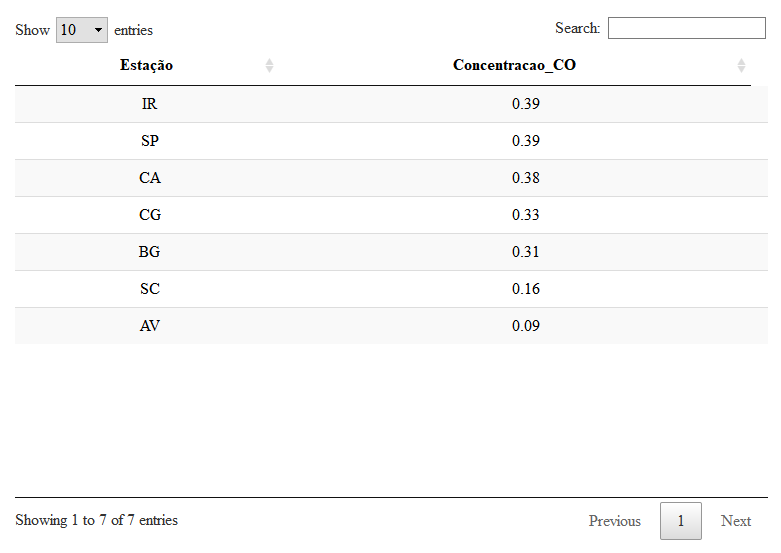 Show 10 entries Search:
Estação Concentracao_CO
IR 0.39
SP 0.39
CA 0.38
CG 0.33
BG 0.31
SC 0.16
AV 0.09
Showing 1 to 7 of 7 entries Previous 1 Next